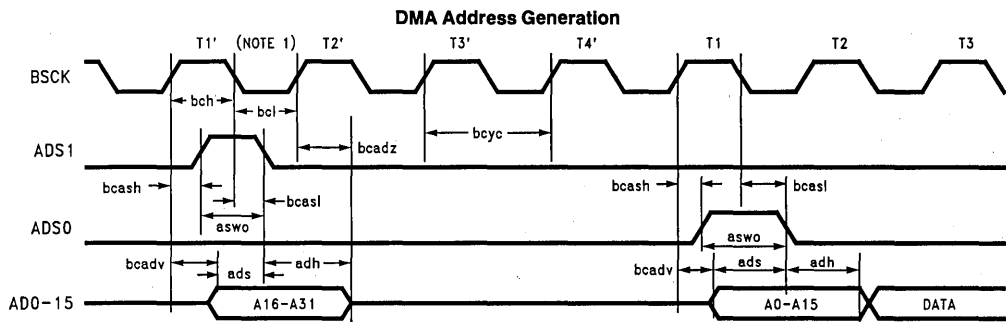 DMA Address Generation
T1' (NOTE 1) T2' T3' T4' T1 T2 T3
BSCK
bch bcl bcadz bcyc
ADS1
bcash bcasl bcash bcasl
aswo
ADS0
aswo
bcadv ads adh bcadv ads adh
AD0-15 A16-A31 A0-A15 DATA